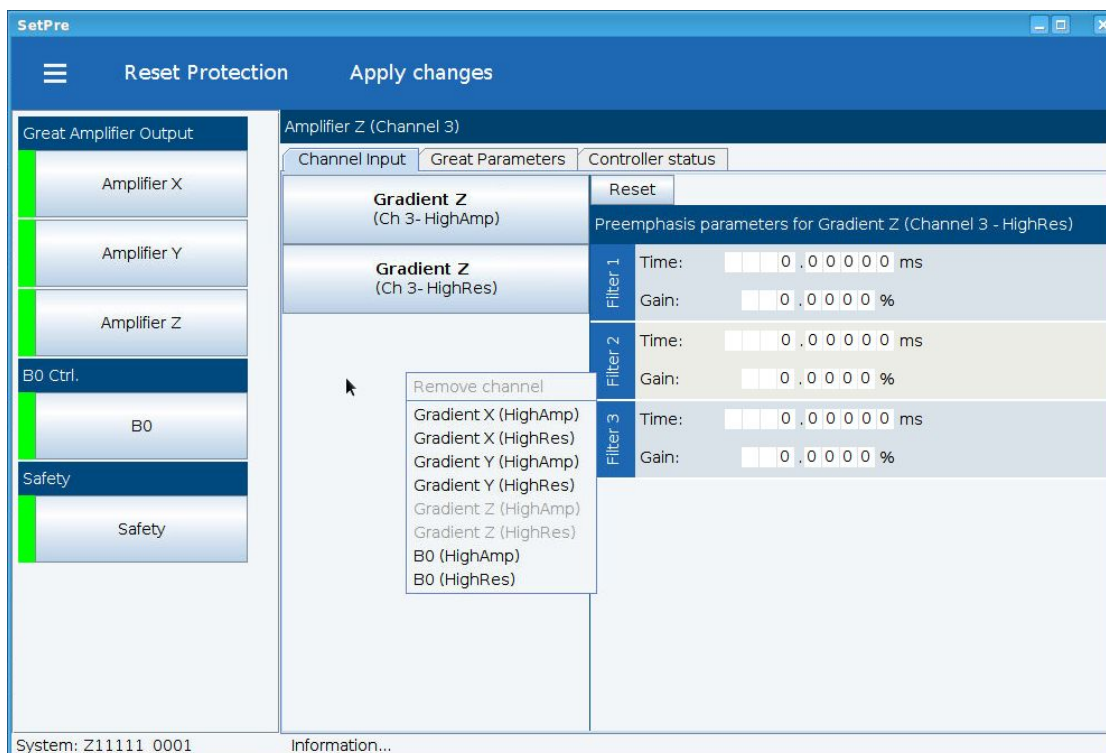 SetPre
Reset Protection Apply changes
Great Amplifier Output
Amplifier X
Amplifier Y
Amplifier Z
B0 Ctrl.
B0
Safety
Safety
Amplifier Z (Channel 3)
Channel Input Great Parameters Controller status
Gradient Z
(Ch 3- HighAmp)
Gradient Z
(Ch 3- HighRes)
Remove channel
Gradient X (HighAmp)
Gradient X (HighRes)
Gradient Y (HighAmp)
Gradient Y (HighRes)
Gradient Z (HighAmp)
Gradient Z (HighRes)
B0 (HighAmp)
B0 (HighRes)
Reset
Preemphasis parameters for Gradient Z (Channel 3 - HighRes)
Filter 1
Time: 0.00000 ms
Gain: 0.0000 %
Filter 2
Time: 0.00000 ms
Gain: 0.0000 %
Filter 3
Time: 0.00000 ms
Gain: 0.0000 %
System: Z11111_0001 Information...